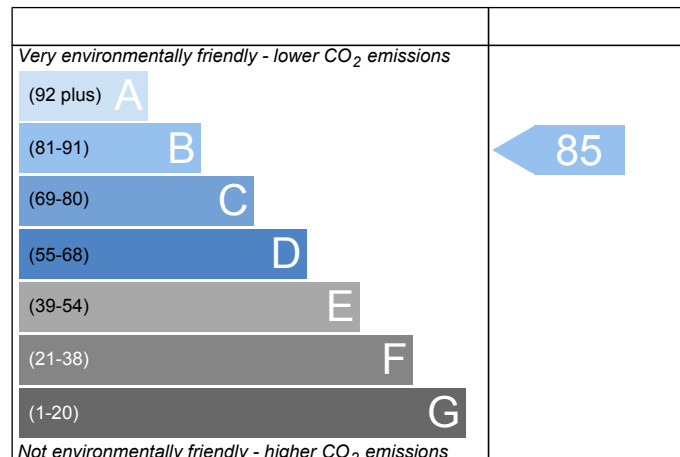 Very environmentally friendly - lower CO2 emissions
(92 plus) A
(81-91) B
85
(69-80) C
(55-68) D
(39-54) E
(21-38) F
(1-20) G
Not environmentally friendly - higher CO2 emissions